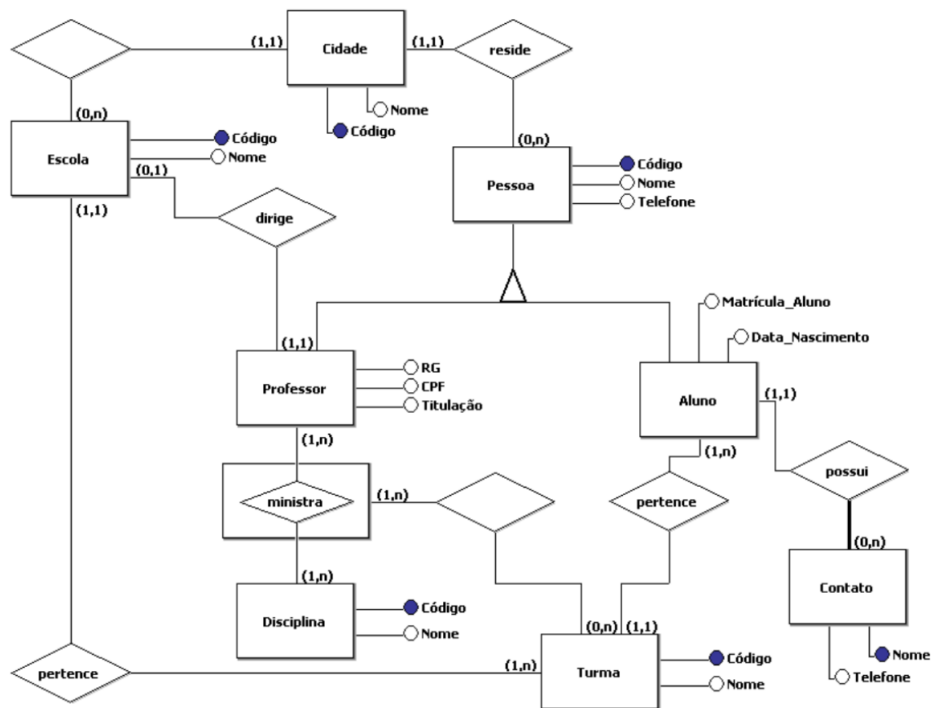 (1,1)
Cidade
(1,1)
reside
Nome
Código
(0,n)
Escola
Código
Nome
(0,1)
(1,1)
dirige
(0,n)
Pessoa
Código
Nome
Telefone
Matrícula_Aluno
Data_Nascimento
(1,1)
Professor
RG
CPF
Titulação
(1,n)
Aluno
(1,1)
(1,n)
ministra
(1,n)
pertence
possui
(1,n)
Disciplina
Código
Nome
(0,n)
Contato
Nome
Telefone
(0,n)
(1,1)
pertence
(1,n)
Turma
Código
Nome